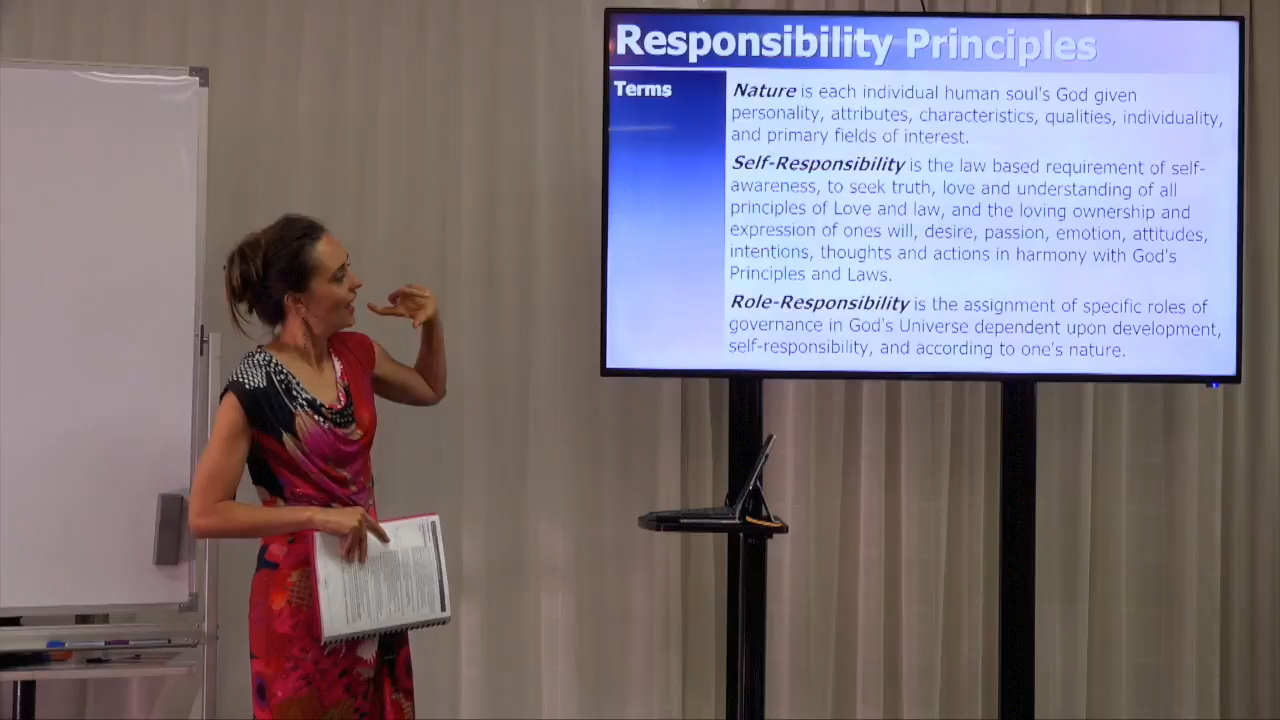 Responsibility Principles
Terms
Nature is each individual human soul's God given
personality, attributes, characteristics, qualities, individuality,
and primary fields of interest.
Self-Responsibility is the law based requirement of self-
awareness, to seek truth, love and understanding of all
principles of Love and law, and the loving ownership and
expression of ones will, desire, passion, emotion, attitudes,
intentions, thoughts and actions in harmony with God's
Principles and Laws.
Role-Responsibility is the assignment of specific roles of
governance in God's Universe dependent upon development,
self-responsibility, and according to one's nature.